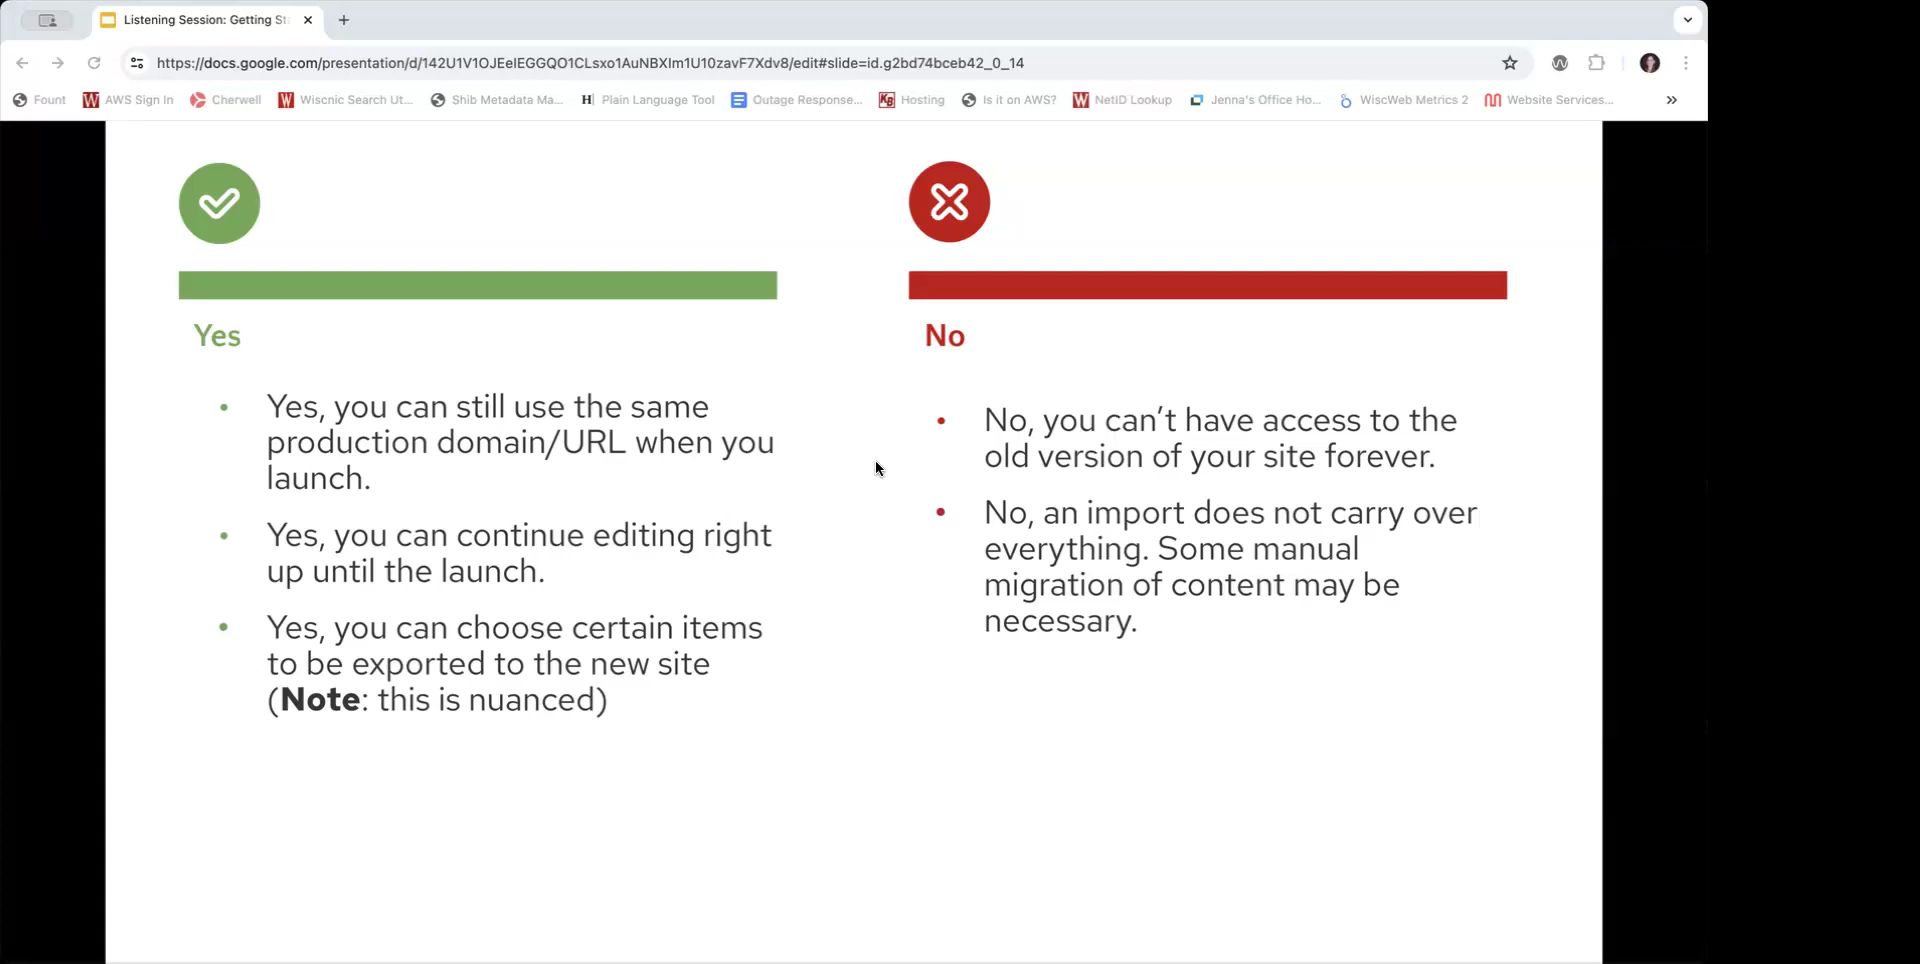 Listening Session: Getting St
https://docs.google.com/presentation/d/142U1V1OJEeIEGGQO1CLsxo1AuNBXIm1U10zavF7Xdv8/edit#slide=id.g2bd74bceb42_0_14
Fount AWS Sign In Cherwell Wiscnic Search Ut... Shib Metadata Ma... H Plain Language Tool Outage Response... KB Hosting Is it on AWS? NetID Lookup Jenna's Office Ho... WiscWeb Metrics 2 Website Services... »
Yes
• Yes, you can still use the same
production domain/URL when you
launch.
• Yes, you can continue editing right
up until the launch.
• Yes, you can choose certain items
to be exported to the new site
(Note: this is nuanced)
No
• No, you can’t have access to the
old version of your site forever.
• No, an import does not carry over
everything. Some manual
migration of content may be
necessary.